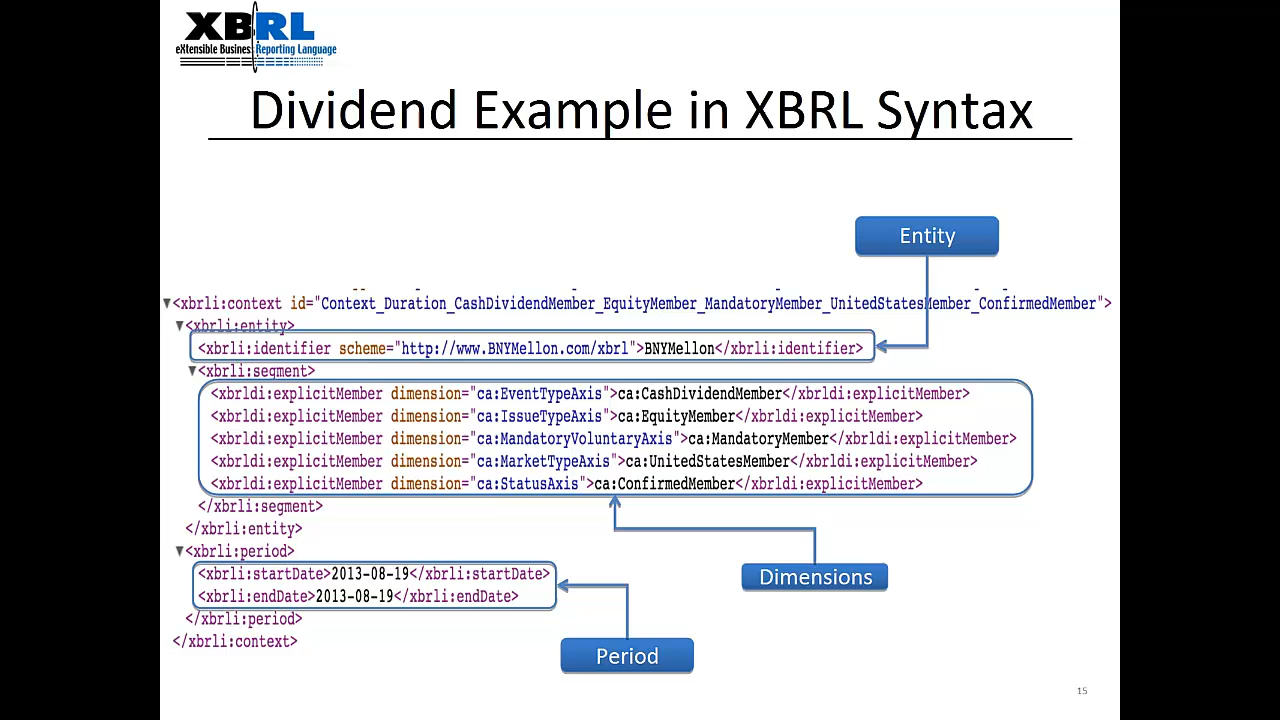 XBRL
eXtensible Business Reporting Language
Dividend Example in XBRL Syntax
Entity
<xbrli:context id="Context_Duration_CashDividendMember_EquityMember_MandatoryMember_UnitedStatesMember_ConfirmedMember">
<xbrli:entity>
<xbrli:identifier scheme="http://www.BNYMellon.com/xbrl">BNYMellon</xbrli:identifier>
<xbrli:segment>
<xbrldi:explicitMember dimension="ca:EventTypeAxis">ca:CashDividendMember</xbrldi:explicitMember>
<xbrldi:explicitMember dimension="ca:IssueTypeAxis">ca:EquityMember</xbrldi:explicitMember>
<xbrldi:explicitMember dimension="ca:MandatoryVoluntaryAxis">ca:MandatoryMember</xbrldi:explicitMember>
<xbrldi:explicitMember dimension="ca:MarketTypeAxis">ca:UnitedStatesMember</xbrldi:explicitMember>
<xbrldi:explicitMember dimension="ca:StatusAxis">ca:ConfirmedMember</xbrldi:explicitMember>
</xbrli:segment>
</xbrli:entity>
<xbrli:period>
Dimensions
<xbrli:startDate>2013-08-19</xbrli:startDate>
<xbrli:endDate>2013-08-19</xbrli:endDate>
</xbrli:period>
</xbrli:context>
Period
15